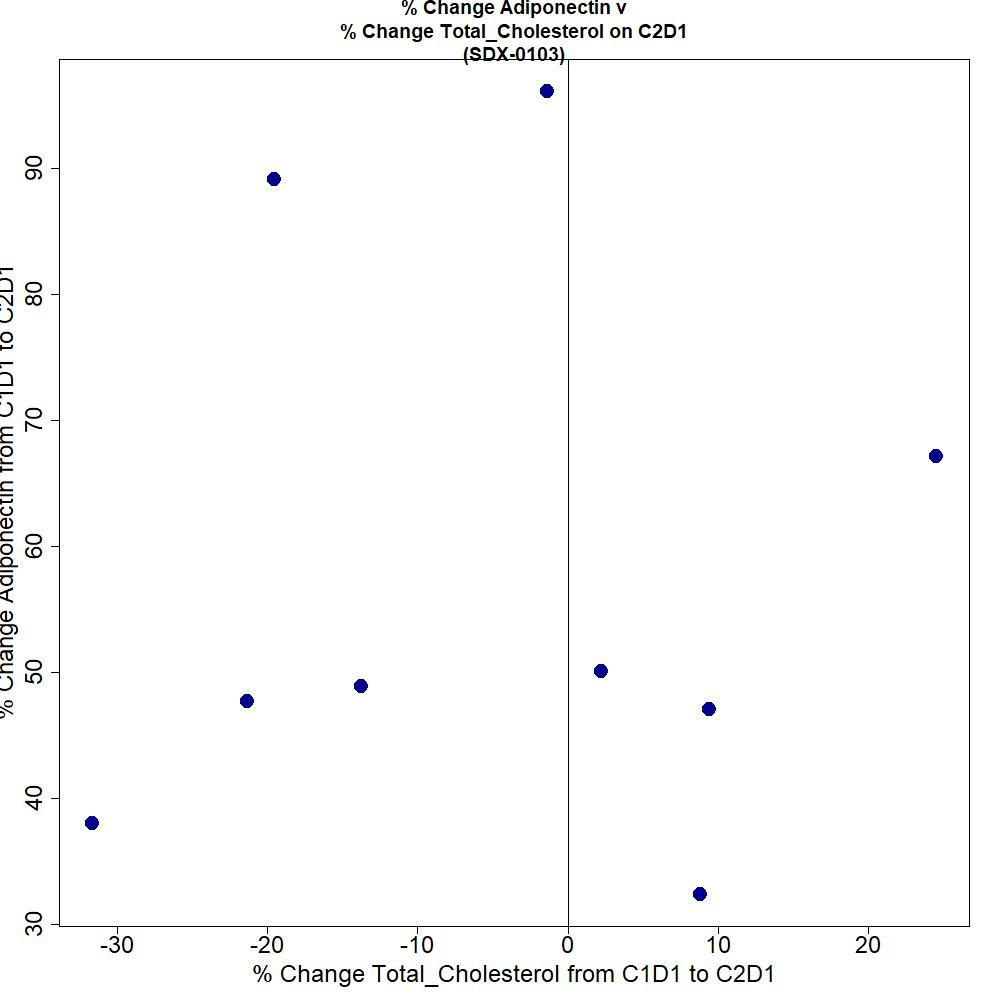 % Change Adiponectin v
% Change Total_Cholesterol on C2D1
(SDX-0103)
% Change Adiponectin from C1D1 to C2D1
90
80
70
60
50
40
30
-30
-20
-10
0
10
20
% Change Total_Cholesterol from C1D1 to C2D1